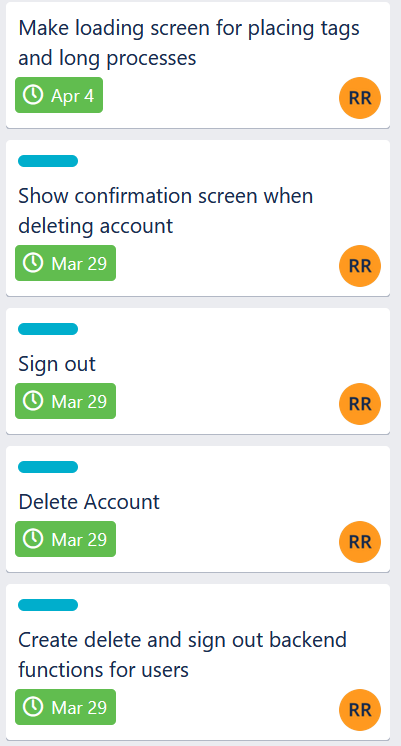 Make loading screen for placing tags
and long processes
Apr 4
RR
Show confirmation screen when
deleting account
Mar 29
RR
Sign out
Mar 29
RR
Delete Account
Mar 29
RR
Create delete and sign out backend
functions for users
Mar 29
RR